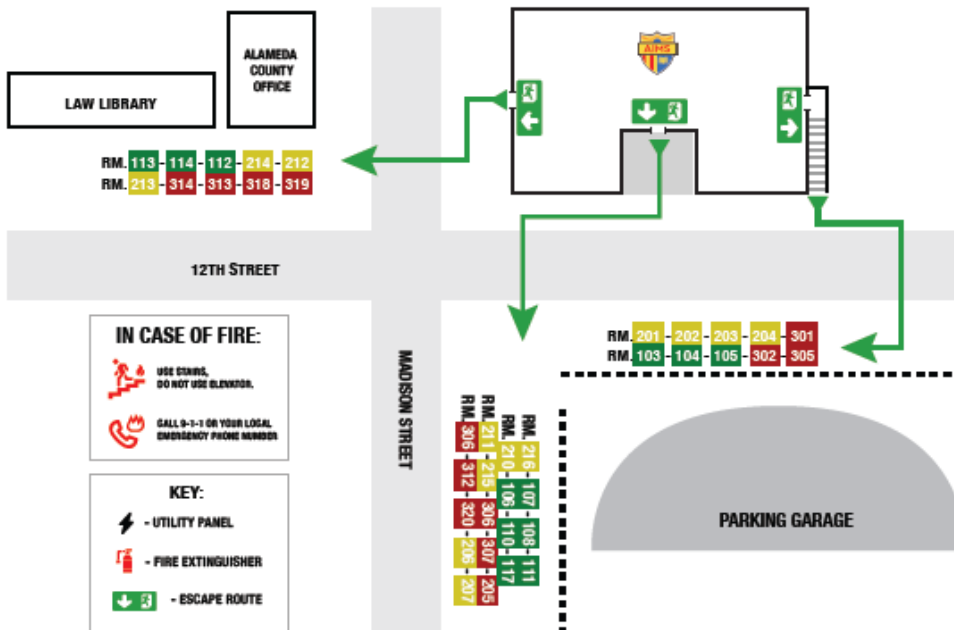 ALAMEDA
COUNTY
OFFICE
LAW LIBRARY
AIMS
RM. 113-114-112-214-212
RM. 213-314-313-318-319
12TH STREET
MADISON STREET
RM. 201-202-203-204-301
RM. 103-104-105-302-305
IN CASE OF FIRE:
USE STAIRS,
DO NOT USE ELEVATOR.
CALL 9-1-1 OR YOUR LOCAL
EMERGENCY PHONE NUMBER
RM. 216-107-108-111
RM. 210-106-110-117
RM. 211-215-306-307-205
RM. 306-312-320-206-207
PARKING GARAGE
KEY:
- UTILITY PANEL
- FIRE EXTINGUISHER
- ESCAPE ROUTE